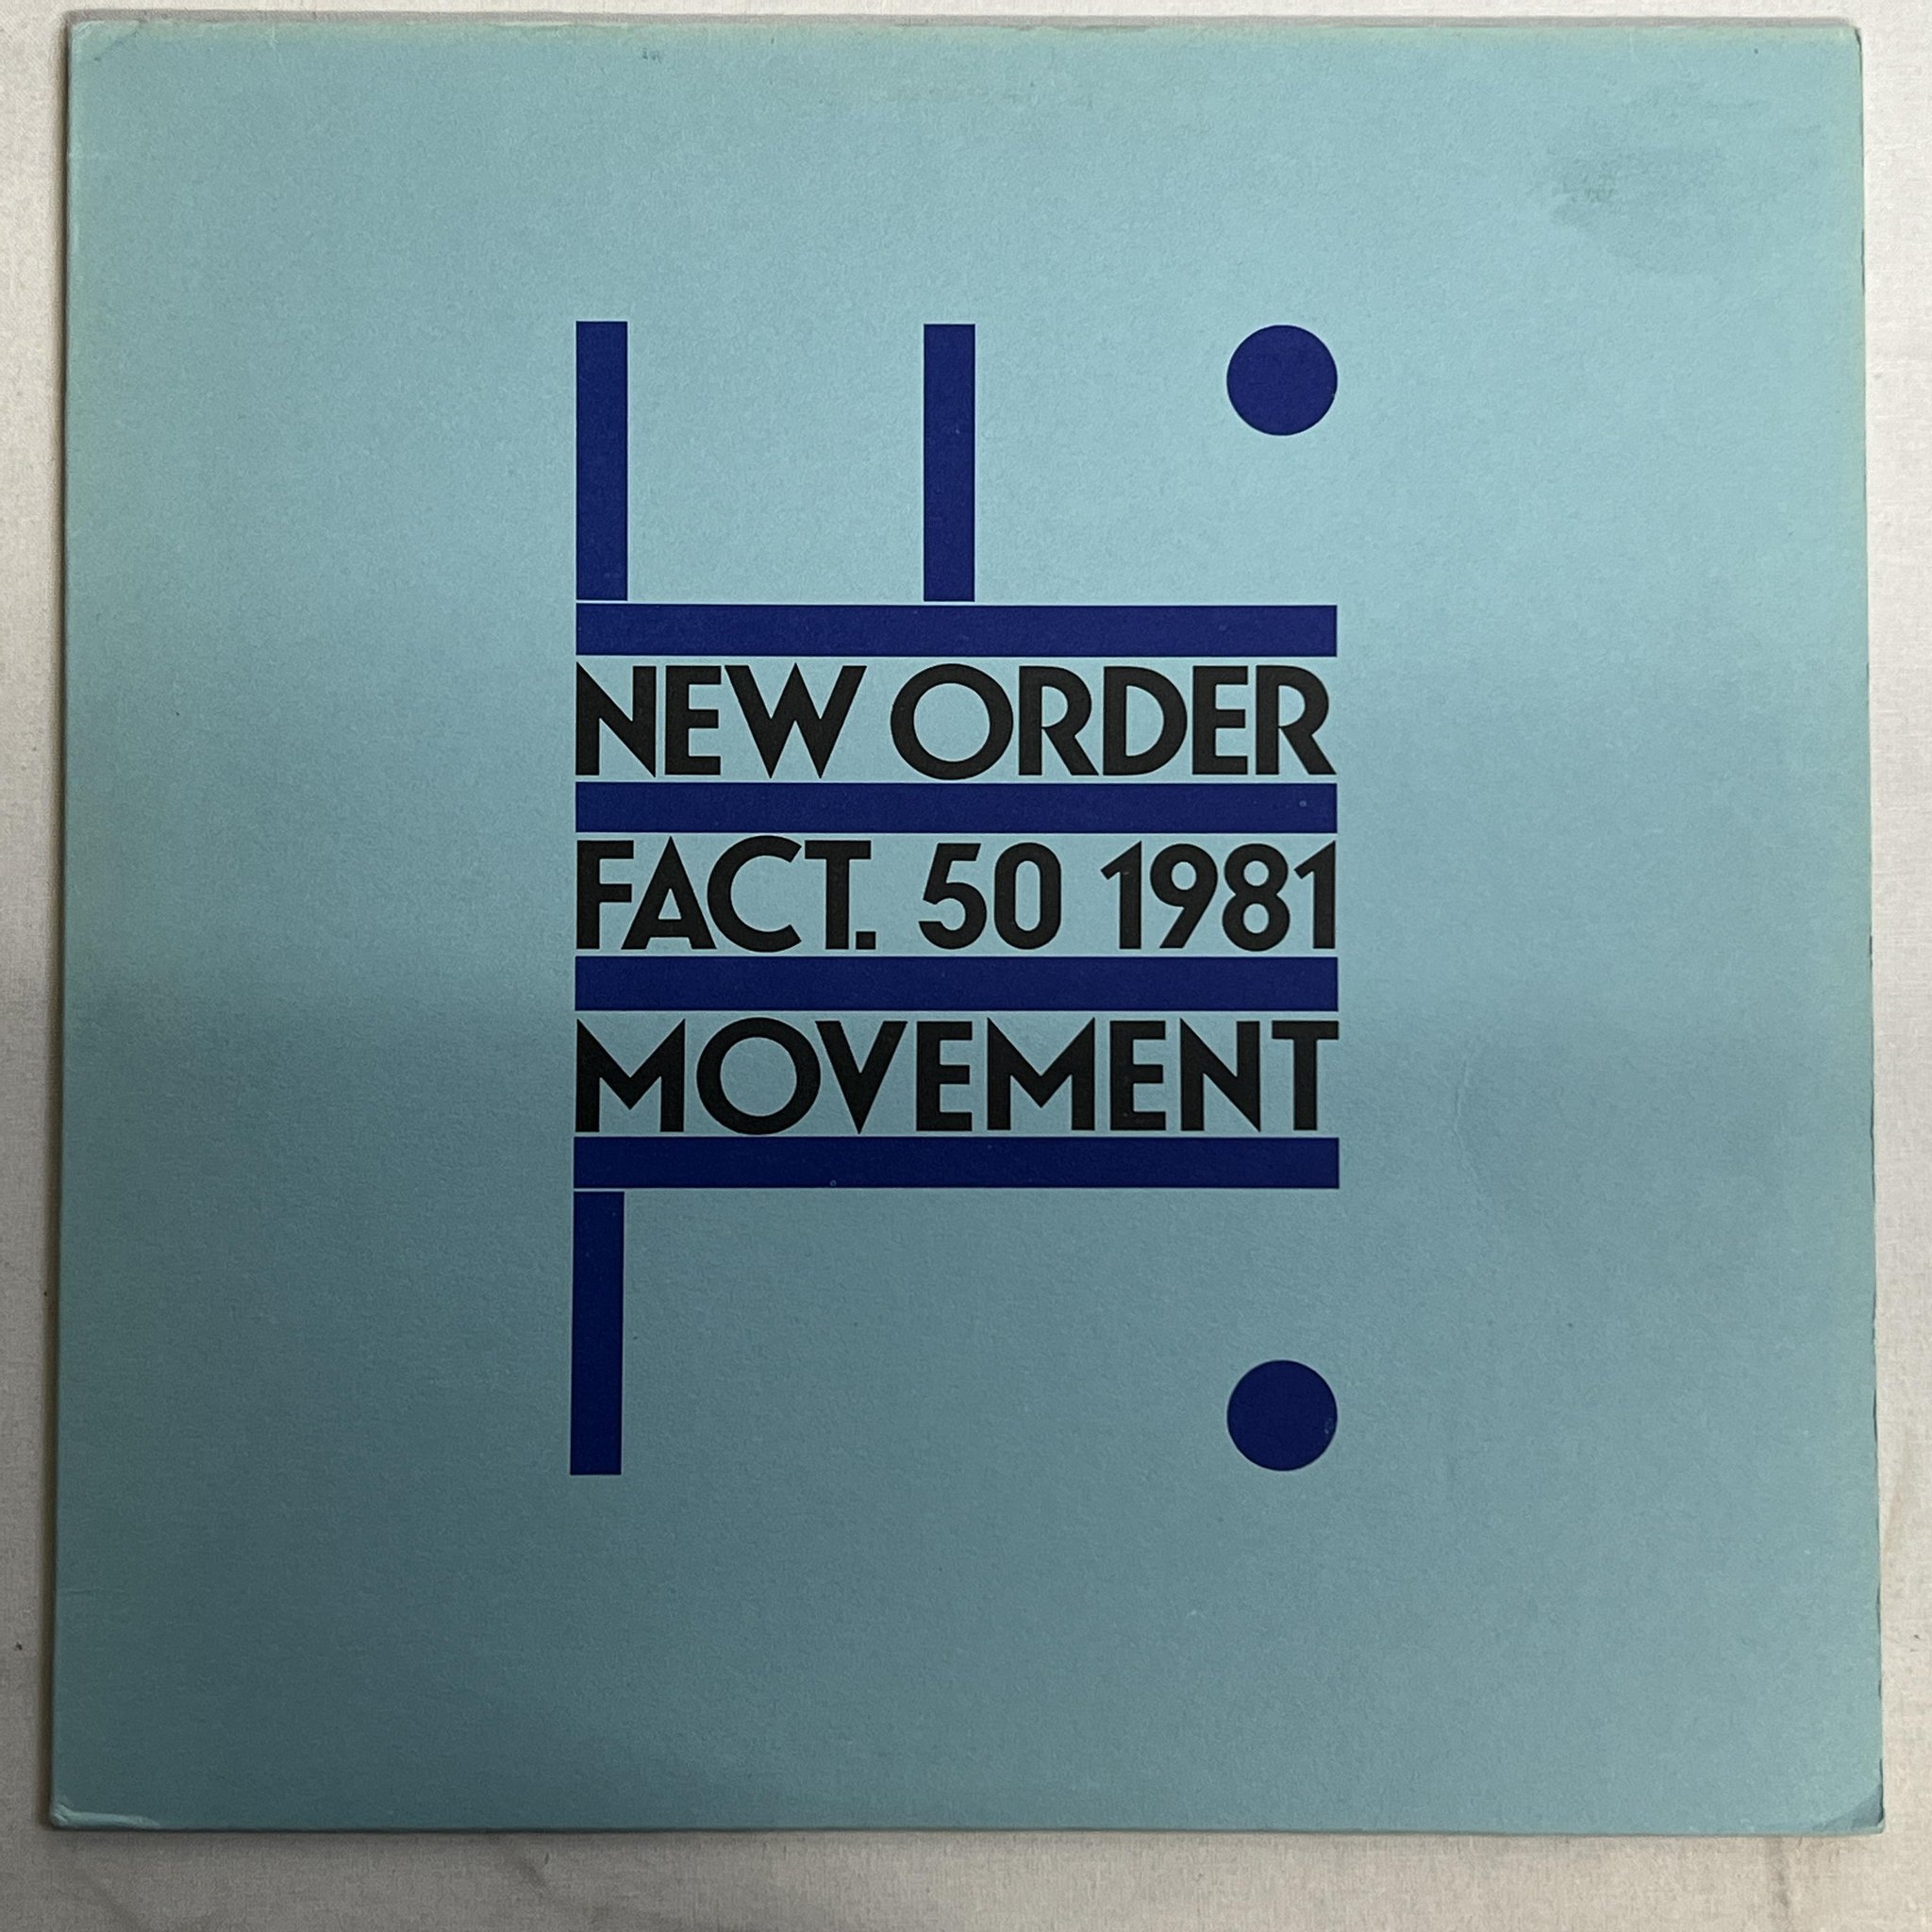 NEW ORDER
FACT. 50 1981
MOVEMENT